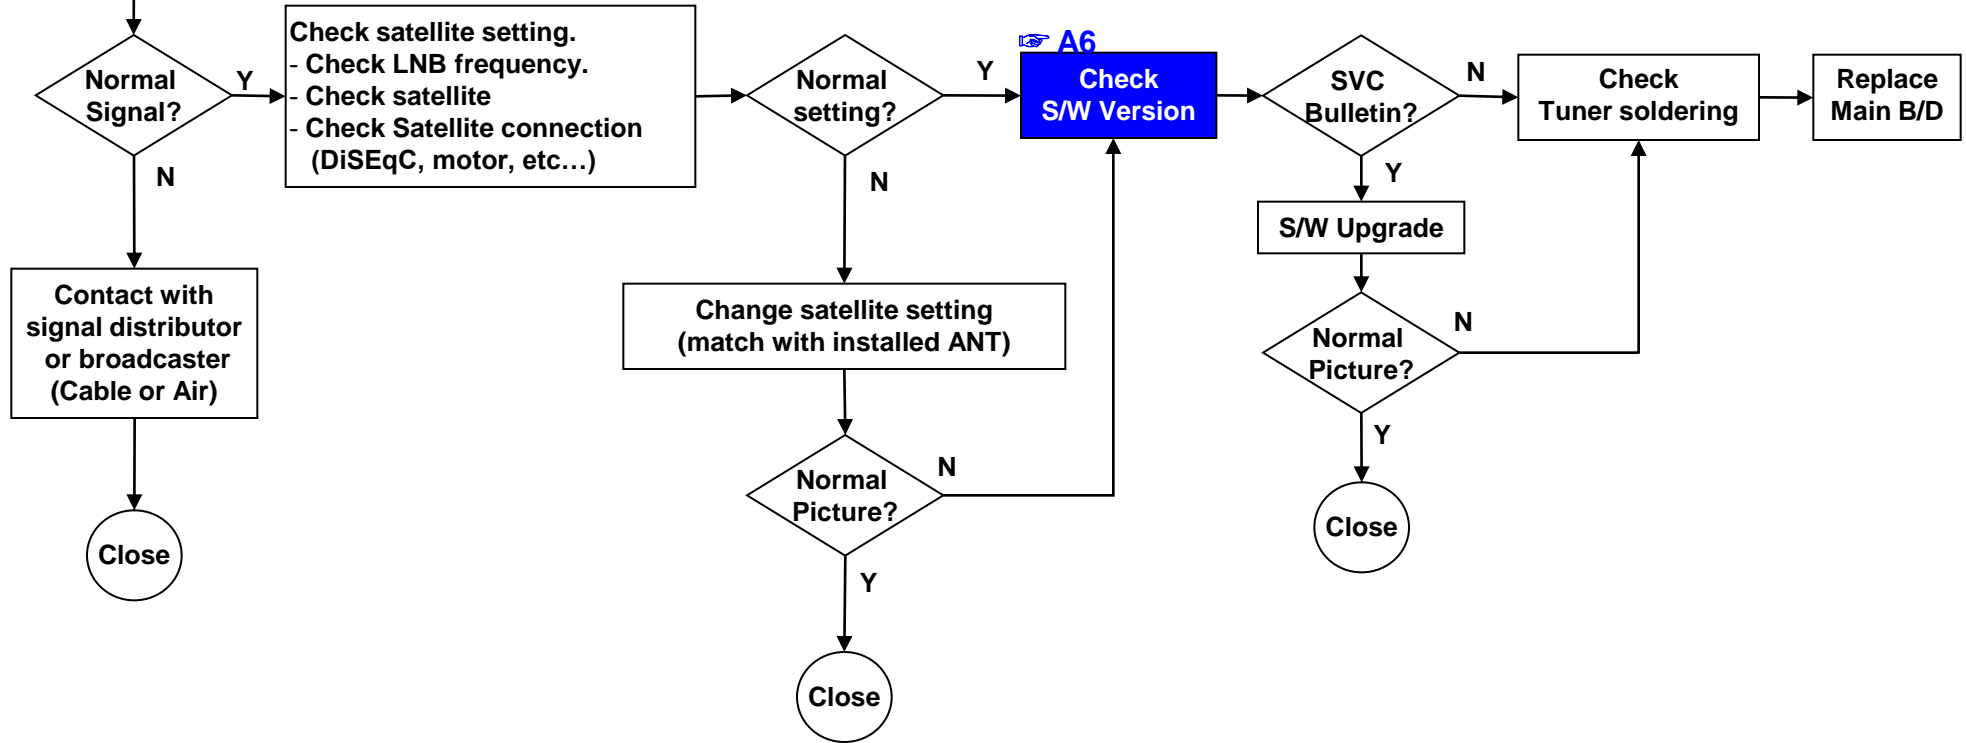 Normal
Signal?
Y
N
Check satellite setting.
- Check LNB frequency.
- Check satellite
- Check Satellite connection
(DiSEqC, motor, etc…)
Contact with
signal distributor
or broadcaster
(Cable or Air)
Close
Normal
setting?
Y
N
Change satellite setting
(match with installed ANT)
Normal
Picture?
N
Y
Close
☞ A6
Check
S/W Version
SVC
Bulletin?
N
Y
S/W Upgrade
Normal
Picture?
N
Y
Close
Check
Tuner soldering
Replace
Main B/D